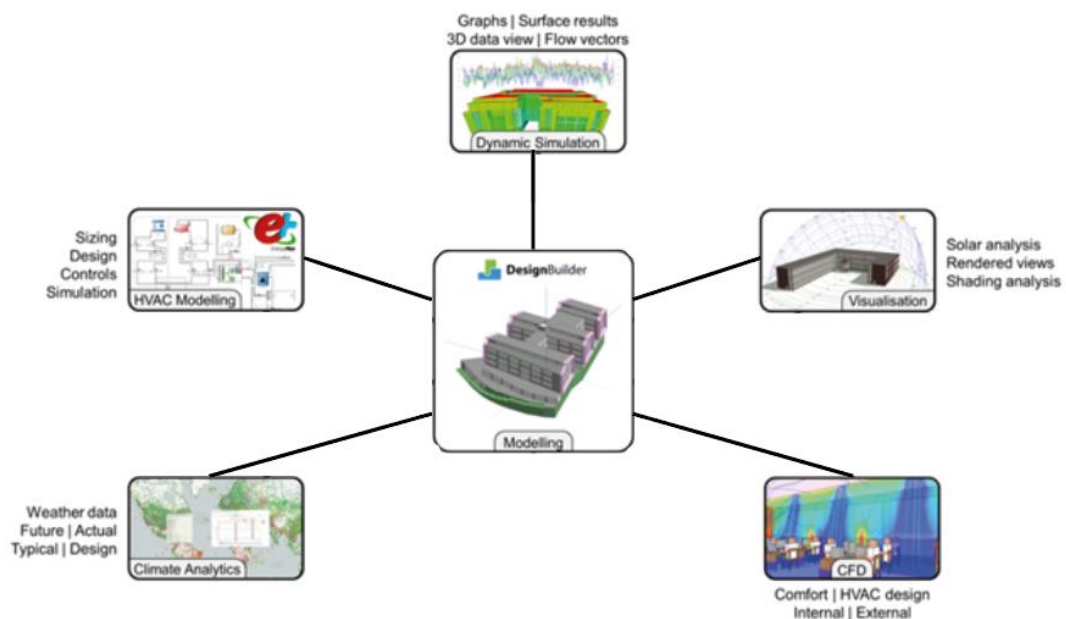 Graphs | Surface results
3D data view | Flow vectors
Dynamic Simulation
Sizing
Design
Controls
Simulation
HVAC Modelling
Solar analysis
Rendered views
Shading analysis
Visualisation
DesignBuilder
Modelling
Weather data
Future | Actual
Typical | Design
Climate Analytics
CFD
Comfort | HVAC design
Internal | External